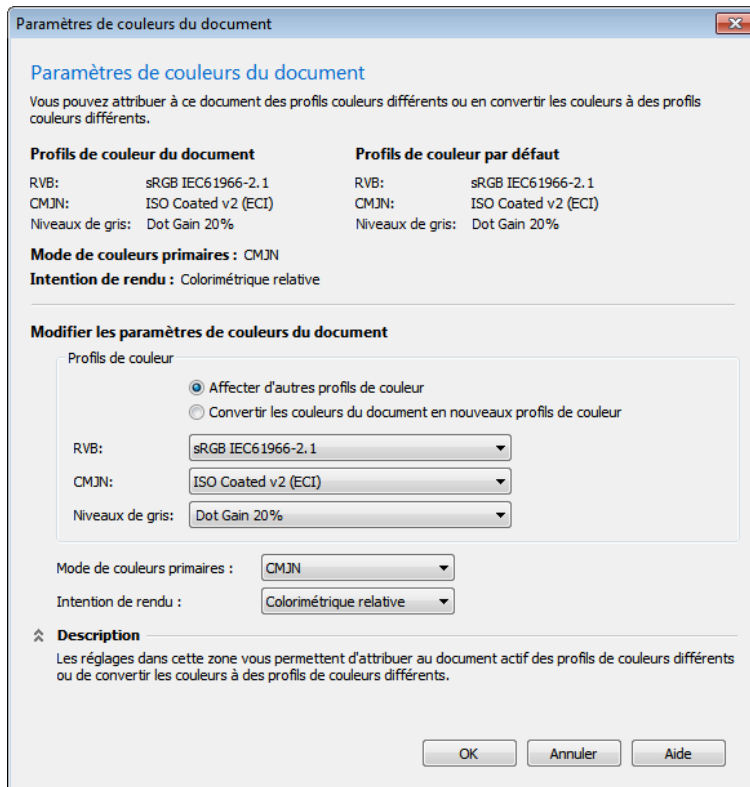 Paramètres de couleurs du document
Paramètres de couleurs du document
Vous pouvez attribuer à ce document des profils couleurs différents ou en convertir les couleurs à des profils
couleurs différents.
Profils de couleur du document
Profils de couleur par défaut
RVB: sRGB IEC61966-2.1
RVB: sRGB IEC61966-2.1
CMJN: ISO Coated v2 (ECI)
CMJN: ISO Coated v2 (ECI)
Niveaux de gris: Dot Gain 20%
Niveaux de gris: Dot Gain 20%
Mode de couleurs primaires : CMJN
Intention de rendu : Colorimétrique relative
Modifier les paramètres de couleurs du document
Profils de couleur
Affecter d'autres profils de couleur
Convertir les couleurs du document en nouveaux profils de couleur
RVB: sRGB IEC61966-2.1
CMJN: ISO Coated v2 (ECI)
Niveaux de gris: Dot Gain 20%
Mode de couleurs primaires : CMJN
Intention de rendu : Colorimétrique relative
Description
Les réglages dans cette zone vous permettent d'attribuer au document actif des profils de couleurs différents
ou de convertir les couleurs à des profils de couleurs différents.
OK Annuler Aide